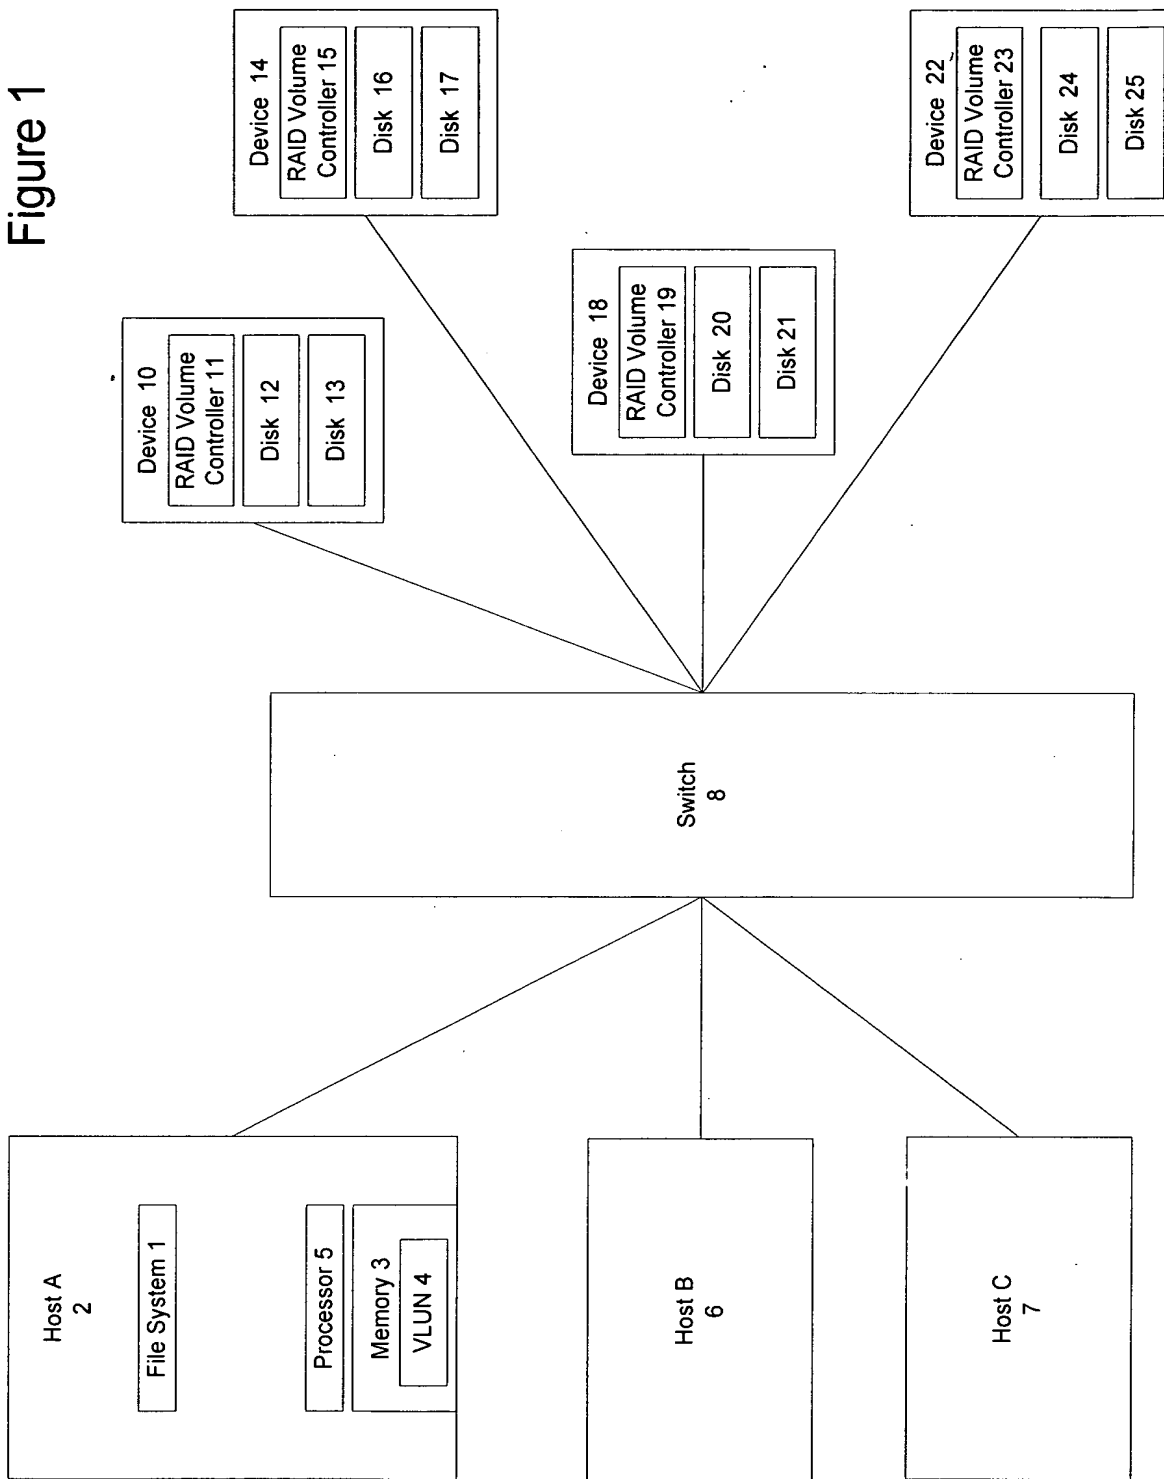 Figure 1
Host A
2
File System 1
Processor 5
Memory 3
VLUN 4
Host B
6
Host C
7
Switch
8
Device 10
RAID Volume
Controller 11
Disk 12
Disk 13
Device 14
RAID Volume
Controller 15
Disk 16
Disk 17
Device 18
RAID Volume
Controller 19
Disk 20
Disk 21
Device 22
RAID Volume
Controller 23
Disk 24
Disk 25